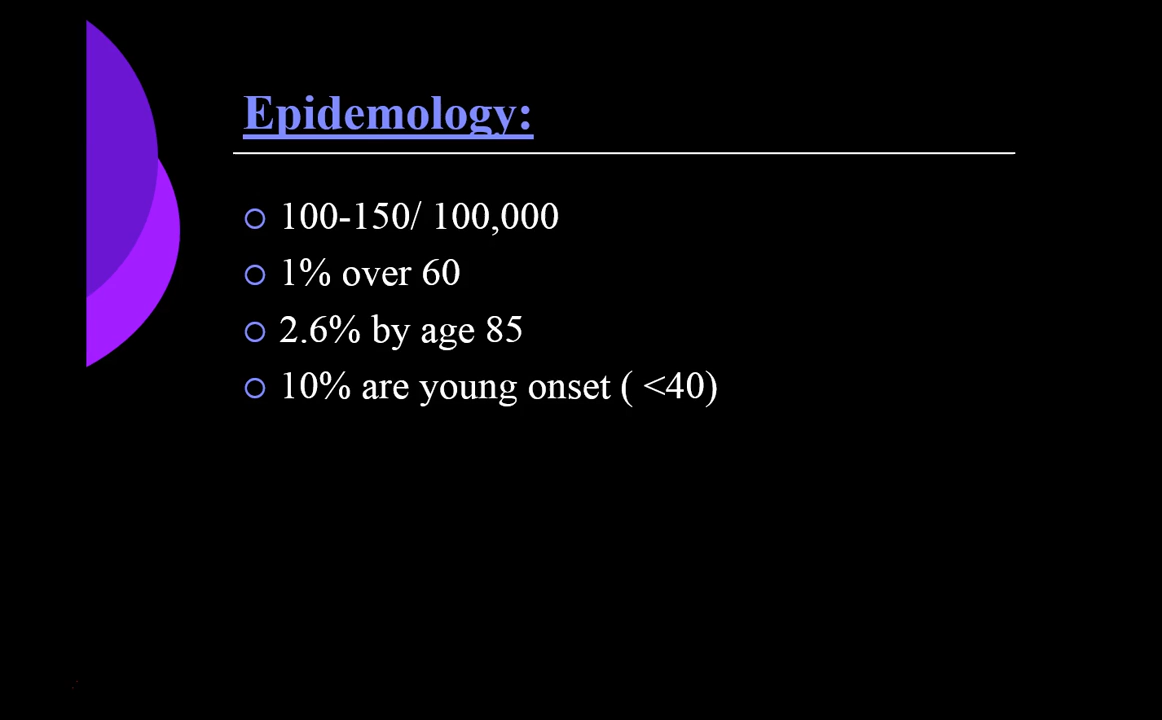 Epidemology:
100-150/ 100,000
1% over 60
2.6% by age 85
10% are young onset ( <40)